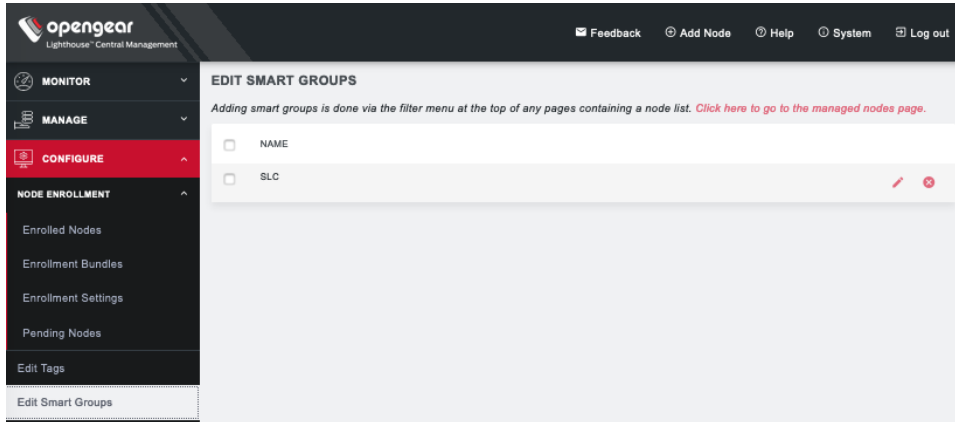 opengear
Lighthouse™ Central Management
Feedback
Add Node
Help
System
Log out
MONITOR
MANAGE
CONFIGURE
NODE ENROLLMENT
Enrolled Nodes
Enrollment Bundles
Enrollment Settings
Pending Nodes
Edit Tags
Edit Smart Groups
EDIT SMART GROUPS
Adding smart groups is done via the filter menu at the top of any pages containing a node list. Click here to go to the managed nodes page.
NAME
SLC